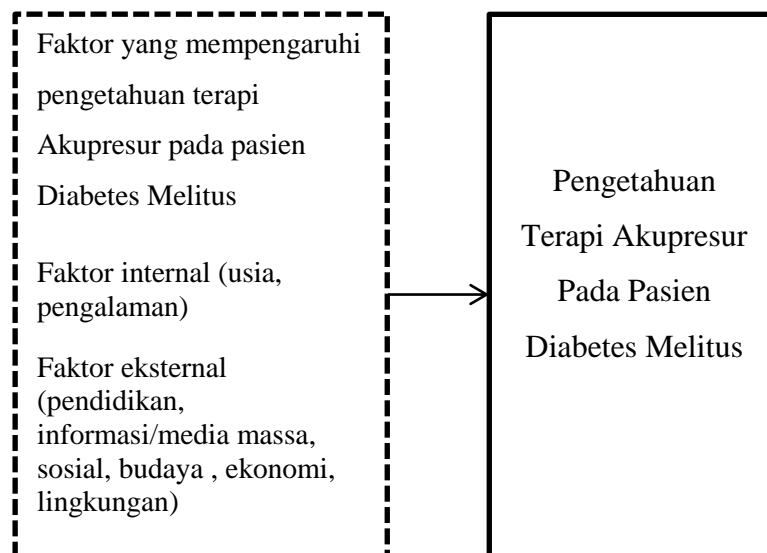 Faktor yang mempengaruhi
pengetahuan terapi
Akupresur pada pasien
Diabetes Melitus
Faktor internal (usia,
pengalaman)
Faktor eksternal
(pendidikan,
informasi/media massa,
sosial, budaya , ekonomi,
lingkungan)
Pengetahuan
Terapi Akupresur
Pada Pasien
Diabetes Melitus